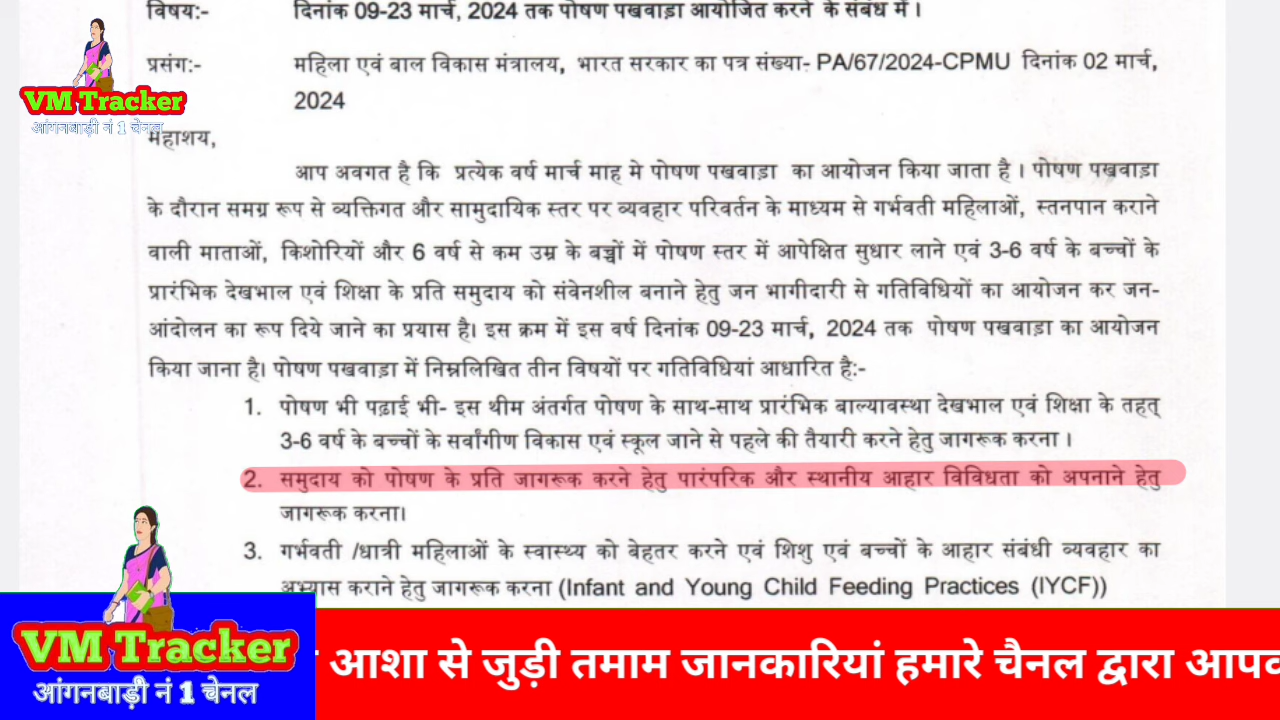 विषय:- दिनांक 09-23 मार्च, 2024 तक पोषण पखवाडा आयोजित करने के संबंध में।
प्रसंग:- महिला एवं बाल विकास मंत्रालय, भारत सरकार का पत्र संख्या- PA/67/2024-CPMU दिनांक 02 मार्च,
2024
VM Tracker
आंगनबाड़ी नं 1 चेनल
महाशय,
आप अवगत है कि प्रत्येक वर्ष मार्च माह मे पोषण पखवाडा का आयोजन किया जाता है। पोषण पखवाडा
के दौरान समग्र रूप से व्यक्तिगत और सामुदायिक स्तर पर व्यवहार परिवर्तन के माध्यम से गर्भवती महिलाओं, स्तनपान कराने
वाली माताओं, किशोरियों और 6 वर्ष से कम उम्र के बच्चों में पोषण स्तर में आपेक्षित सुधार लाने एवं 3-6 वर्ष के बच्चों के
प्रारंभिक देखभाल एवं शिक्षा के प्रति समुदाय को संवेनशील बनाने हेतु जन भागीदारी से गतिविधियों का आयोजन कर जन-
आंदोलन का रूप दिये जाने का प्रयास है। इस क्रम में इस वर्ष दिनांक 09-23 मार्च, 2024 तक पोषण पखवाडा का आयोजन
किया जाना है। पोषण पखवाडा में निम्नलिखित तीन विषयों पर गतिविधियां आधारित है:-
1. पोषण भी पढ़ाई भी- इस थीम अंतर्गत पोषण के साथ-साथ प्रारंभिक बाल्यावस्था देखभाल एवं शिक्षा के तहत्
3-6 वर्ष के बच्चों के सर्वांगीण विकास एवं स्कूल जाने से पहले की तैयारी करने हेतु जागरूक करना।
2. समुदाय को पोषण के प्रति जागरूक करने हेतु पारंपरिक और स्थानीय आहार विविधता को अपनाने हेतु
जागरूक करना।
3. गर्भवती /धात्री महिलाओं के स्वास्थ्य को बेहतर करने एवं शिशु एवं बच्चों के आहार संबंधी व्यवहार का
अभ्यास कराने हेतु जागरूक करना (Infant and Young Child Feeding Practices (IYCF))
VM Tracker
आंगनबाड़ी नं 1 चेनल
आशा से जुड़ी तमाम जानकारियां हमारे चैनल द्वारा